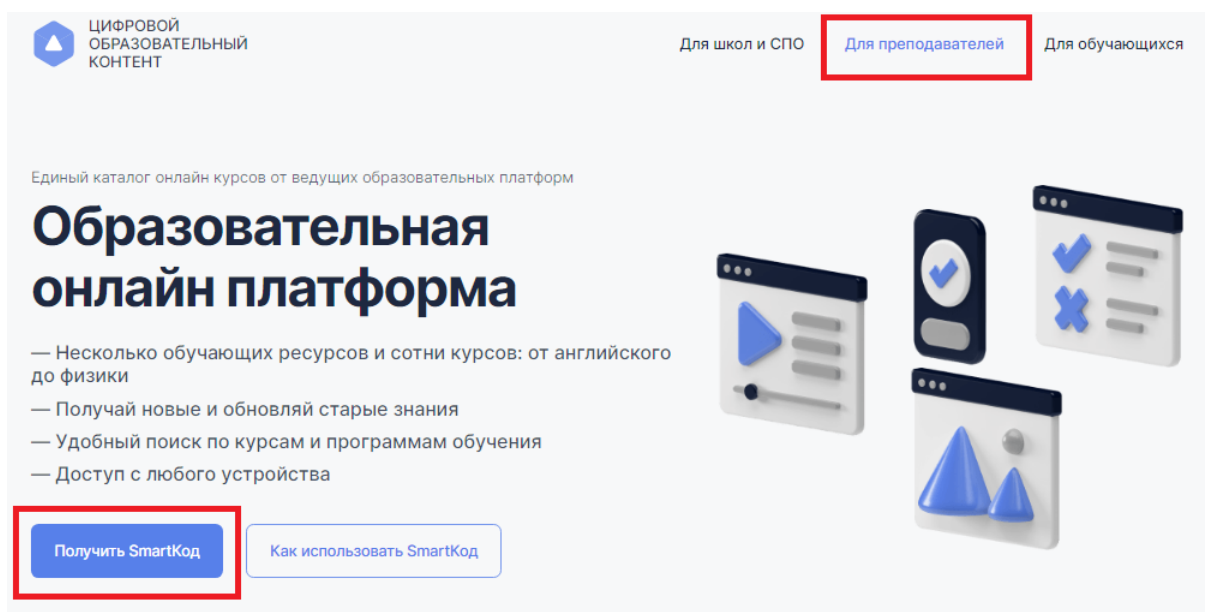 ЦИФРОВОЙ
ОБРАЗОВАТЕЛЬНЫЙ
КОНТЕНТ
Для школ и СПО
Для преподавателей
Для обучающихся
Единый каталог онлайн курсов от ведущих образовательных платформ
Образовательная
онлайн платформа
— Несколько обучающих ресурсов и сотни курсов: от английского
до физики
— Получай новые и обновляй старые знания
— Удобный поиск по курсам и программам обучения
— Доступ с любого устройства
Получить SmartКод
Как использовать SmartКод